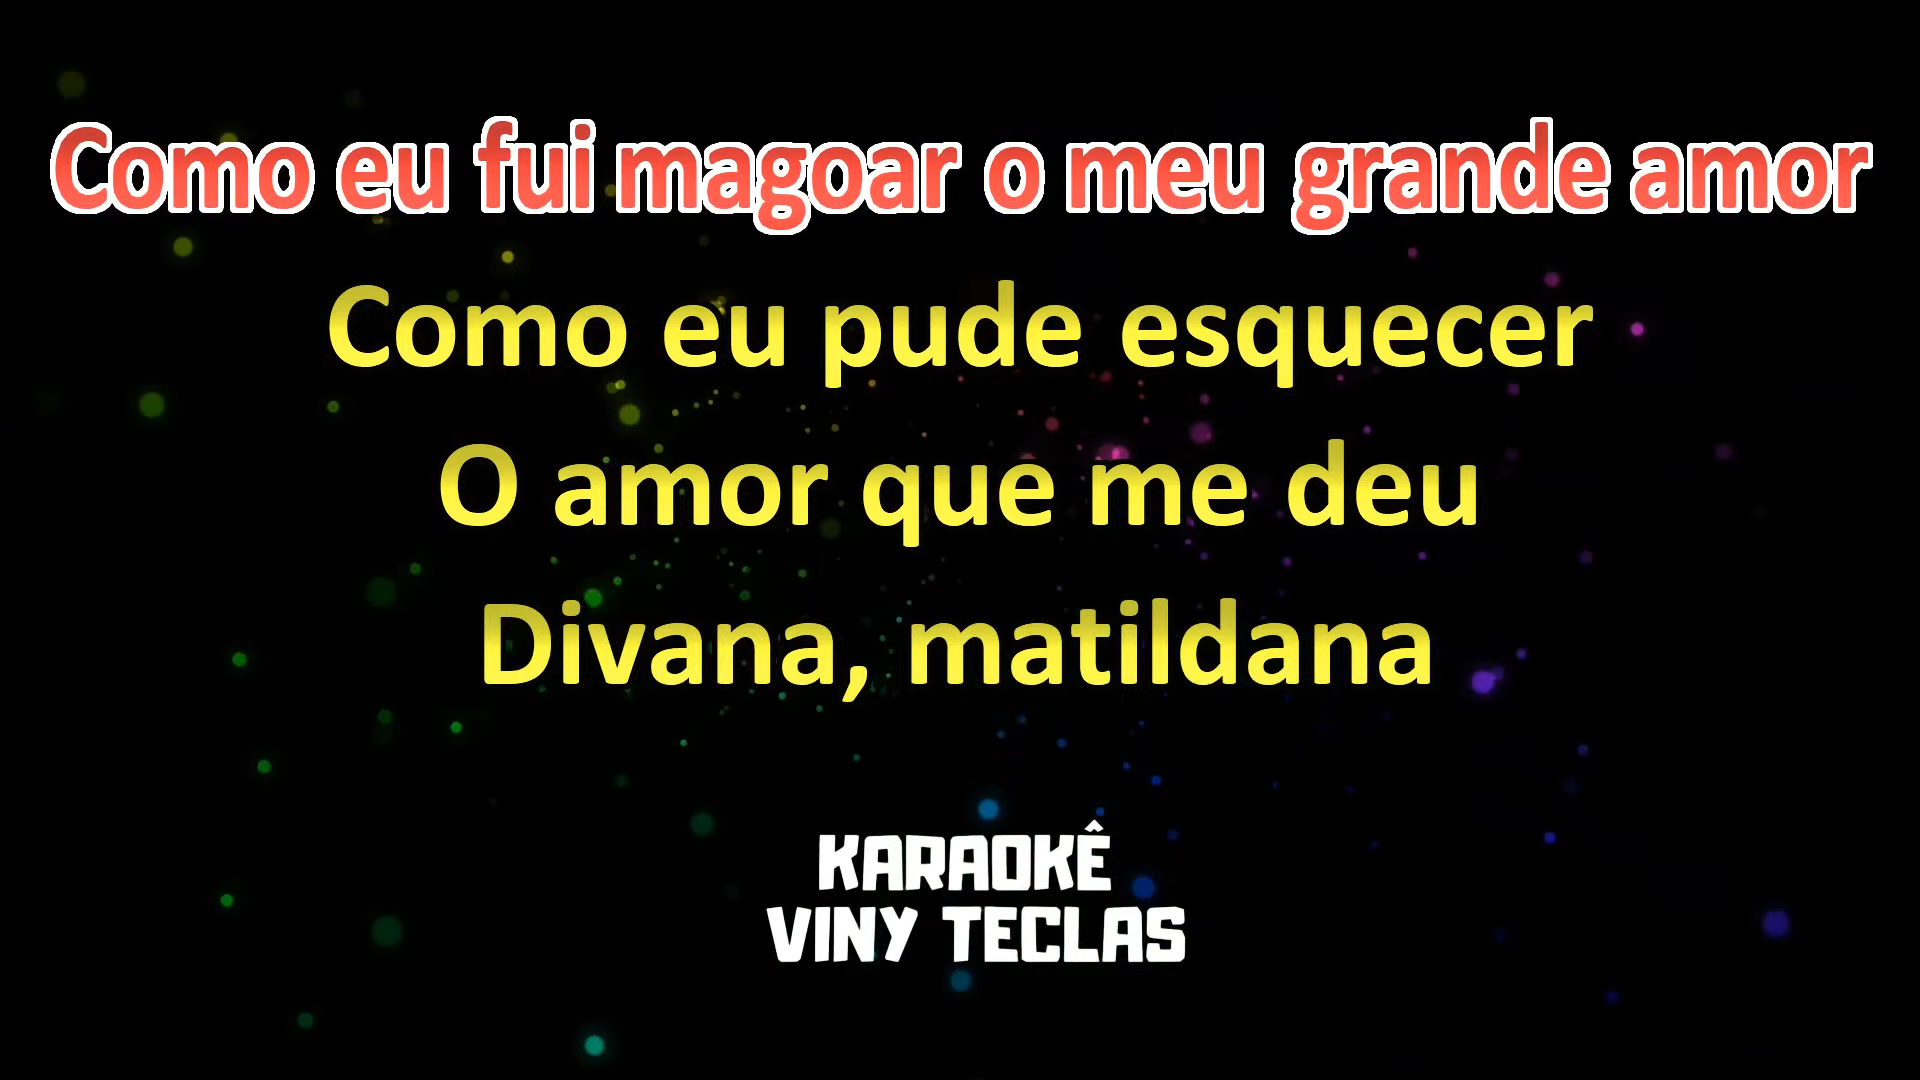 Como eu fui magoar o meu grande amor
Como eu pude esquecer
O amor que me deu
Divana, matildana
KARAOKÊ
VINY TECLAS